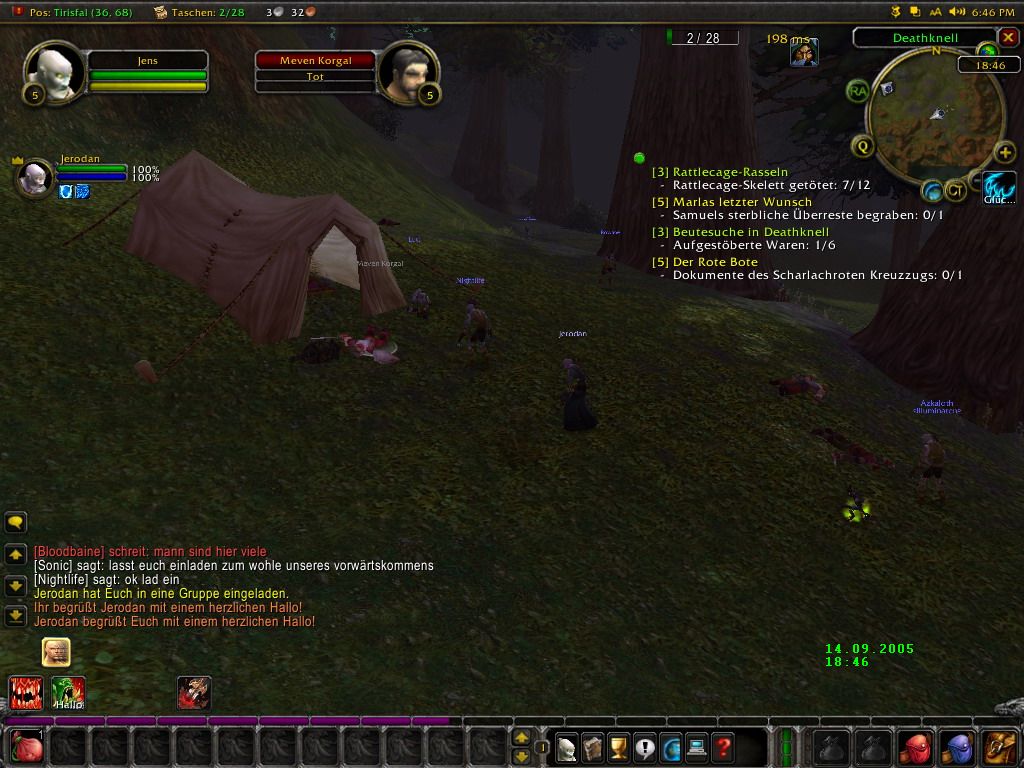 Pos: Tirisfal (36, 68) Taschen: 2/28 3 32 6:46 PM
2 / 28 198 ms Deathknell
N
18:46
Jens
5
Meven Korgal
Tot
5
RA
Q
GT
Jerodan
100%
100%
[3] Rattlecage-Rasseln
- Rattlecage-Skelett getötet: 7/12
[5] Marlas letzter Wunsch
- Samuels sterbliche Überreste begraben: 0/1
[3] Beutesuche in Deathknell
- Aufgestöberte Waren: 1/6
[5] Der Rote Bote
- Dokumente des Scharlachroten Kreuzzugs: 0/1
Meven Korgal
Nightlife
Jerodan
Azkaloth
[Bloodbaine] schreit: mann sind hier viele
[Sonic] sagt: lasst euch einladen zum wohle unseres vorwärtskommens
[Nightlife] sagt: ok lad ein
Jerodan hat Euch in eine Gruppe eingeladen.
Ihr begrüßt Jerodan mit einem herzlichen Hallo!
Jerodan begrüßt Euch mit einem herzlichen Hallo!
Hallo
14.09.2005
18:46
1